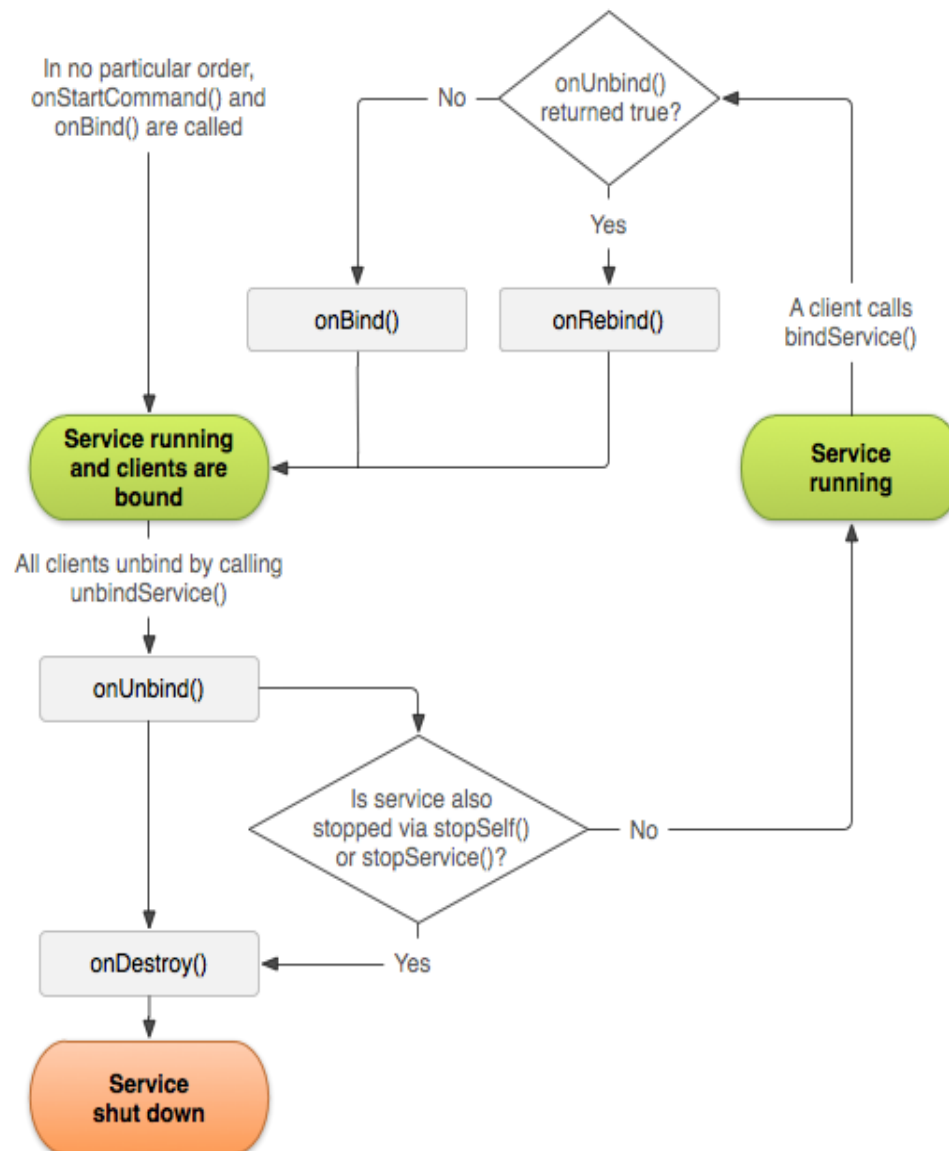 In no particular order,
onStartCommand() and
onBind() are called
onUnbind()
returned true?
No
Yes
onBind()
onRebind()
A client calls
bindService()
Service running
and clients are
bound
Service
running
All clients unbind by calling
unbindService()
onUnbind()
Is service also
stopped via stopSelf()
or stopService()?
No
Yes
onDestroy()
Service
shut down